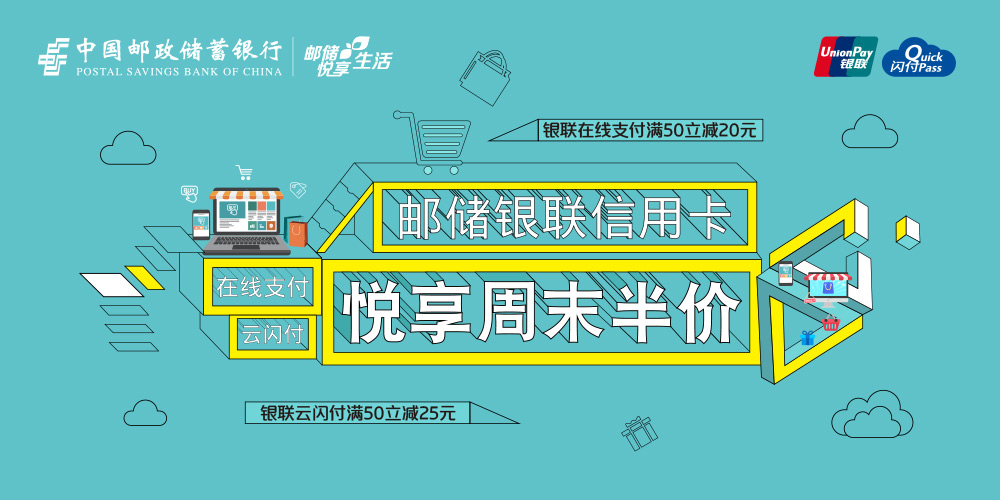 中国邮政储蓄银行
POSTAL SAVINGS BANK OF CHINA
邮储
悦享生活
UnionPay
银联
Quick
闪付Pass
银联在线支付满50立减20元
邮储银联信用卡
BUY
在线支付
悦享周末半价
云闪付
银联云闪付满50立减25元